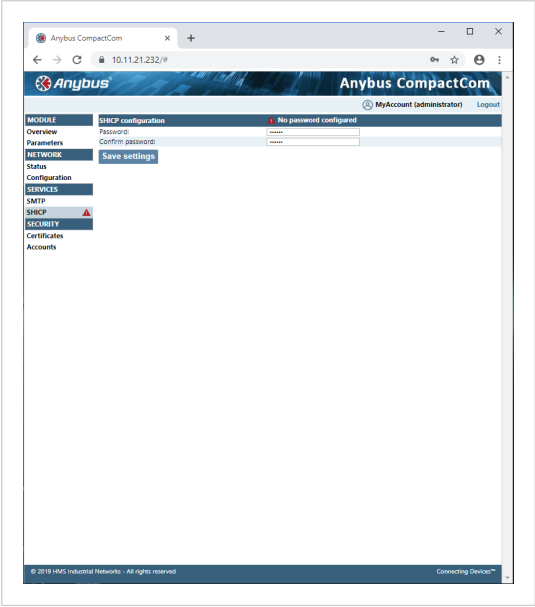 Anybus CompactCom
10.11.21.232/#
Anybus
Anybus CompactCom
MyAccount (administrator) Logout
MODULE
Overview
Parameters
NETWORK
Status
Configuration
SERVICES
SMTP
SHICP
SECURITY
Certificates
Accounts
SHICP configuration
No password configured
Password: ••••••
Confirm password: ••••••
Save settings
© 2019 HMS Industrial Networks - All rights reserved
Connecting Devices™